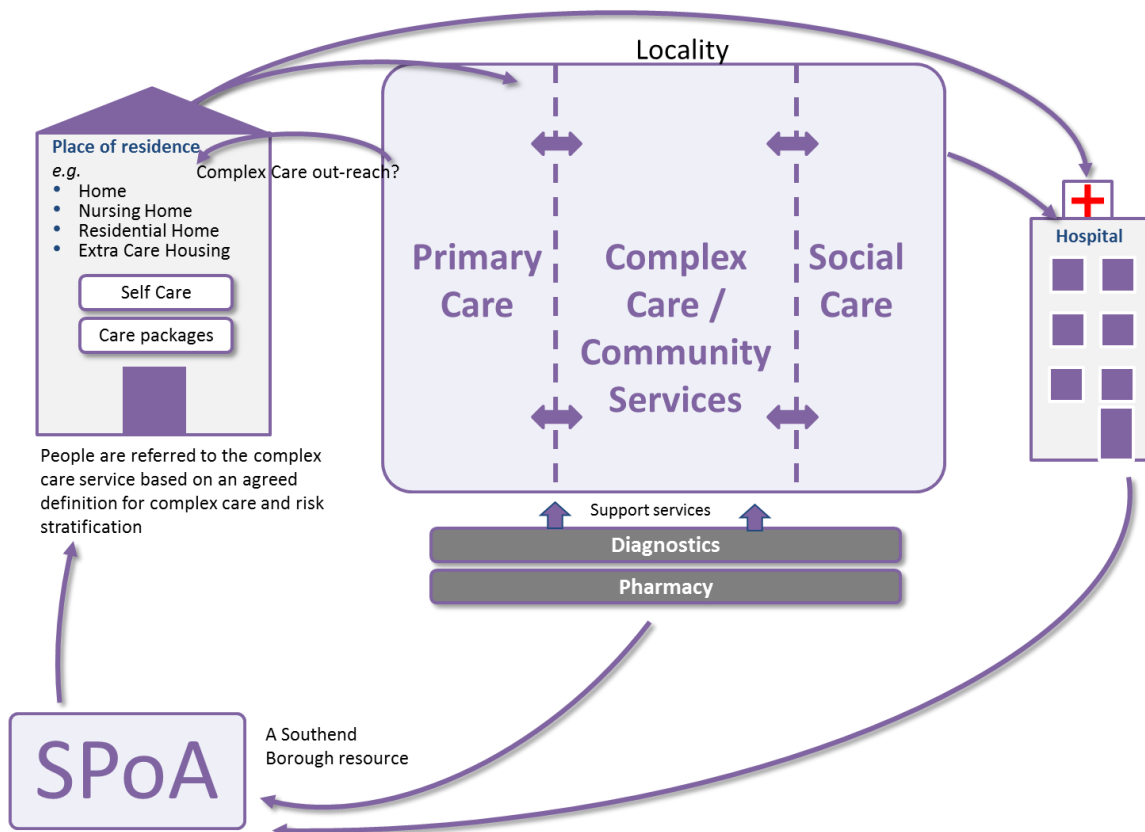 Locality
Place of residence
e.g.
Complex Care out-reach?
• Home
• Nursing Home
• Residential Home
• Extra Care Housing
Self Care
Care packages
Primary
Care
Complex
Care /
Community
Services
Social
Care
Hospital
People are referred to the complex
care service based on an agreed
definition for complex care and risk
stratification
Support services
Diagnostics
Pharmacy
SPoA
A Southend
Borough resource